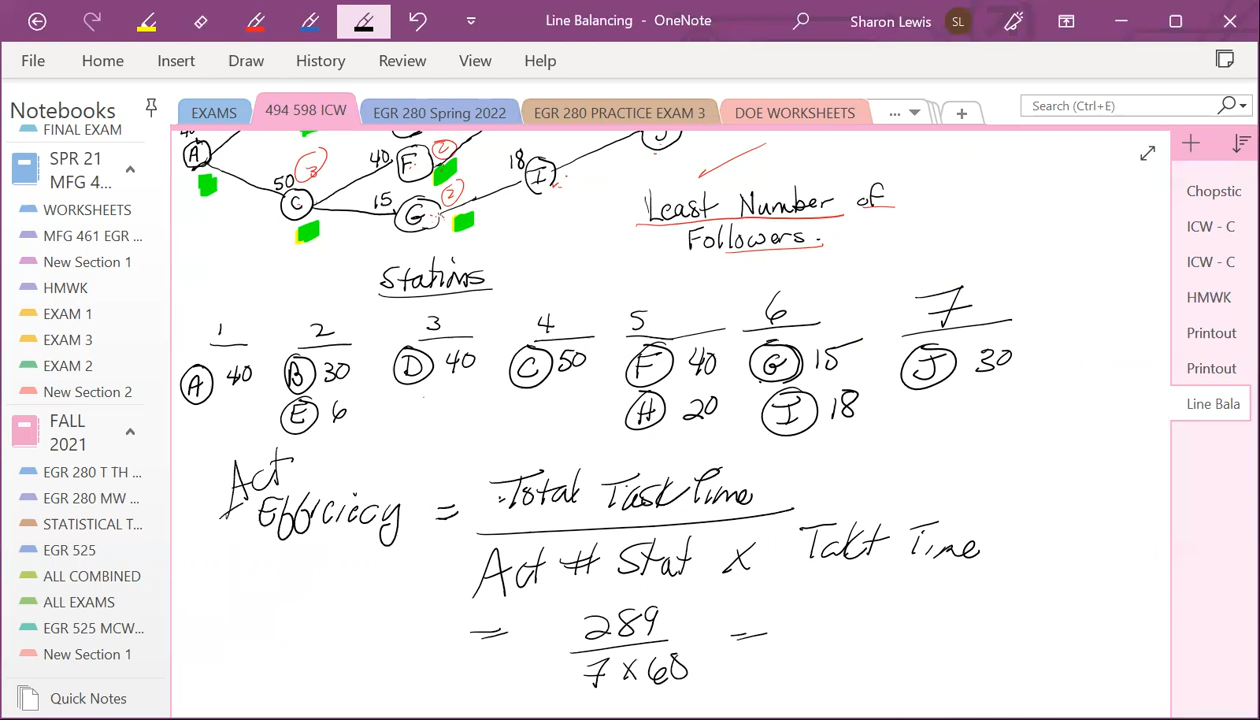 Line Balancing - OneNote
Sharon Lewis SL
File Home Insert Draw History Review View Help
Notebooks
EXAMS 494 598 ICW EGR 280 Spring 2022 EGR 280 PRACTICE EXAM 3 DOE WORKSHEETS ... Search (Ctrl+E)
FINAL EXAM
SPR 21
MFG 4...
WORKSHEETS
MFG 461 EGR ...
New Section 1
HMWK
EXAM 1
EXAM 3
EXAM 2
New Section 2
FALL
2021
EGR 280 T TH ...
EGR 280 MW ...
STATISTICAL T...
EGR 525
ALL COMBINED
ALL EXAMS
EGR 525 MCW...
New Section 1
Quick Notes
40
A
50 3
C
40 F 2
15 G 2
18 I
J
Least Number of
Followers.
Stations
1 2 3 4 5 6 7
A 40 B 30 D 40 C 50 F 40 G 15 J 30
E 6 H 20 I 18
Act
Efficiecy = Total Task Time
Act # Stat x Takt Time
= 289 =
7 x 60
Chopstic
ICW - C
ICW - C
HMWK
Printout
Printout
Line Bala